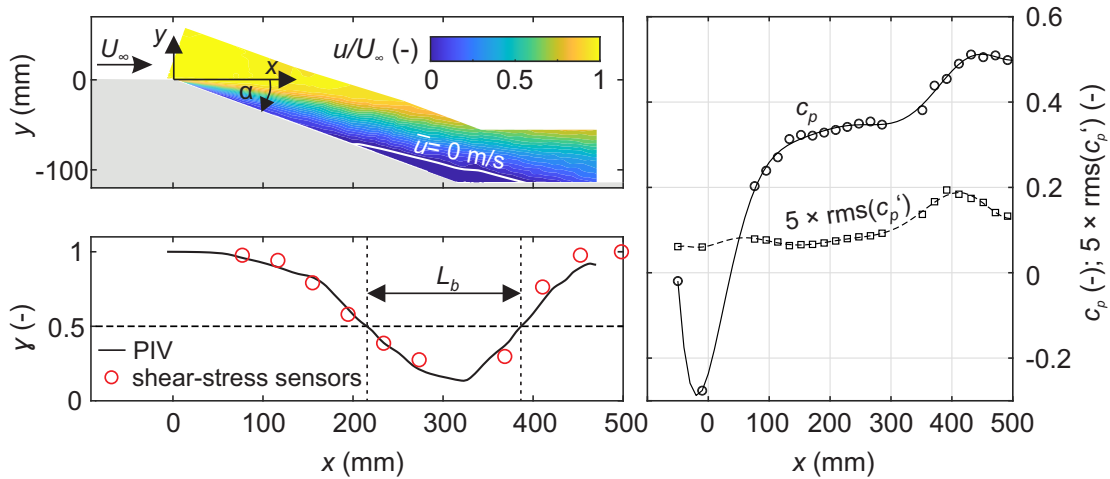 U∞
y
x
α
u/U∞ (-)
0
0.5
1
u̅= 0 m/s
0
-100
y (mm)
1
0.5
0
ɣ (-)
L_b
PIV
shear-stress sensors
0
100
200
300
400
500
x (mm)
c_p
5 × rms(c_p‘)
0.6
0.4
0.2
0
-0.2
c_p (-); 5 × rms(c_p‘) (-)
0
100
200
300
400
500
x (mm)